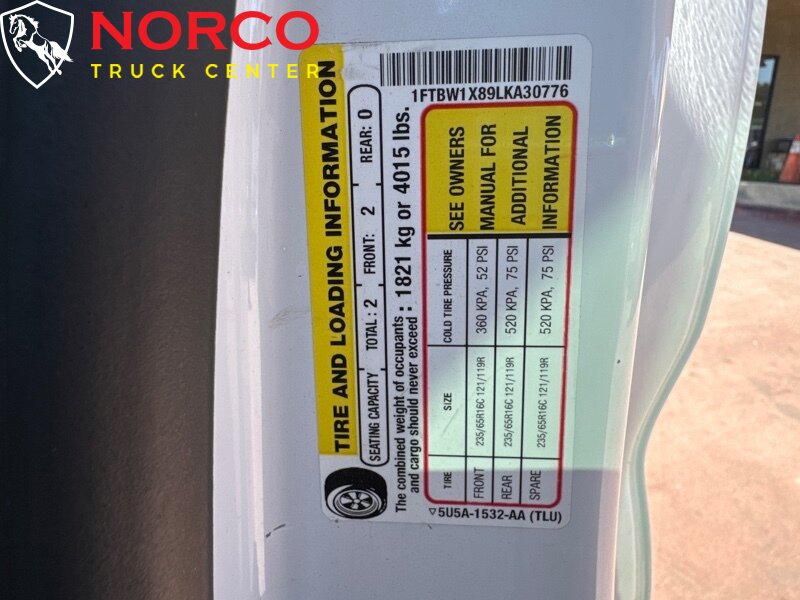 NORCO
TRUCK CENTER
1FTBW1X89LKA30776
TIRE AND LOADING INFORMATION
SEATING CAPACITY TOTAL: 2 FRONT: 2 REAR: 0
The combined weight of occupants
and cargo should never exceed : 1821 kg or 4015 lbs.
TIRE SIZE COLD TIRE PRESSURE
FRONT 235/65R16C 121/119R 360 KPA, 52 PSI
REAR 235/65R16C 121/119R 520 KPA, 75 PSI
SPARE 235/65R16C 121/119R 520 KPA, 75 PSI
SEE OWNERS
MANUAL FOR
ADDITIONAL
INFORMATION
▽5U5A-1532-AA (TLU)